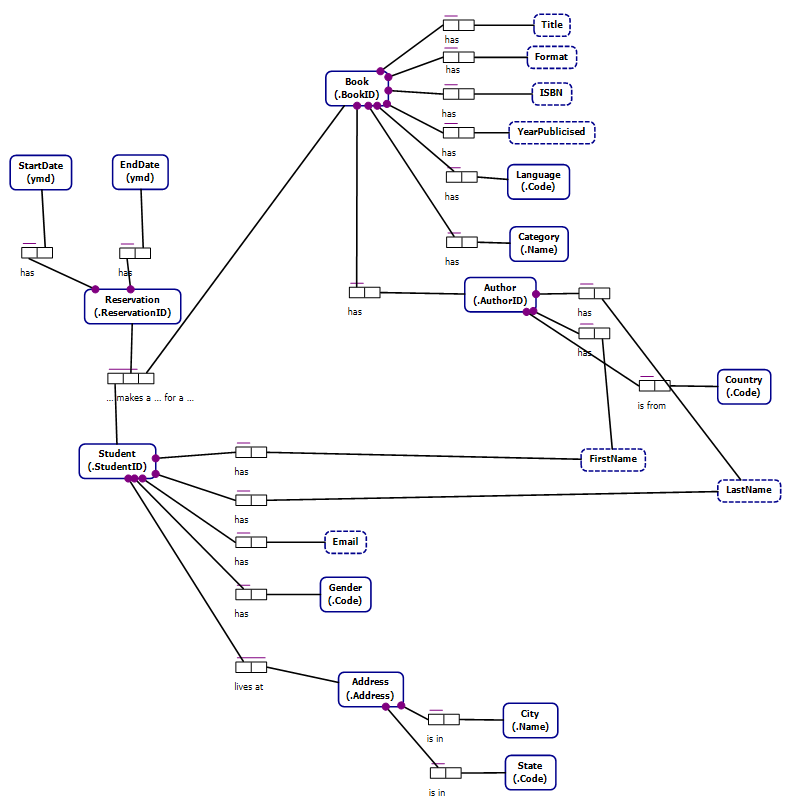 Title
has
Format
has
Book
(.BookID)
ISBN
has
YearPublicised
has
StartDate
(ymd)
EndDate
(ymd)
Language
(.Code)
has
Category
(.Name)
has
has
has
Reservation
(.ReservationID)
Author
(.AuthorID)
has
has
has
Country
(.Code)
is from
... makes a ... for a ...
Student
(.StudentID)
has
FirstName
LastName
has
Email
has
Gender
(.Code)
has
lives at
Address
(.Address)
City
(.Name)
is in
State
(.Code)
is in